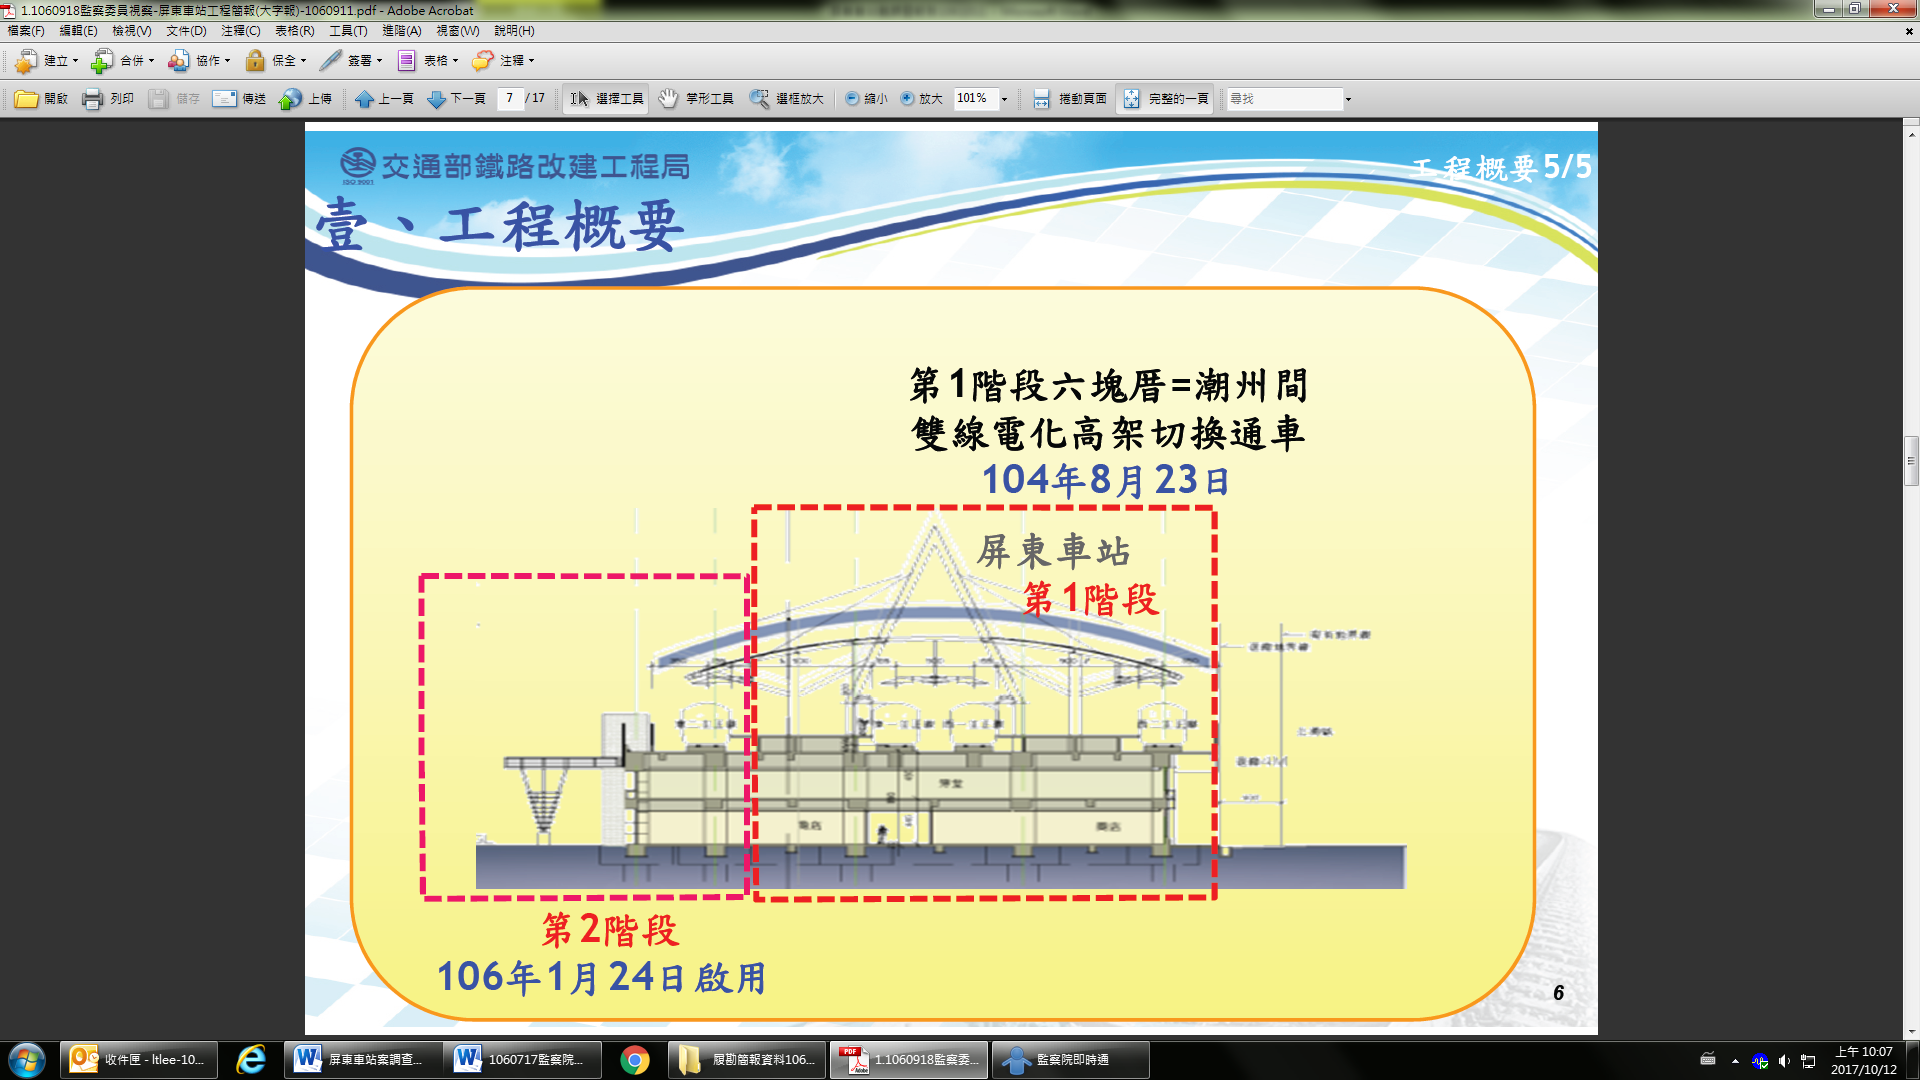 1.1060918監察委員視察-屏東車站工程簡報(大字報)-1060911.pdf - Adobe Acrobat
檔案(F) 編輯(E) 檢視(V) 文件(D) 注釋(C) 表格(R) 工具(T) 進階(A) 視窗(W) 說明(H)
建立 合併 協作 保全 簽署 表格 注釋
開啟 列印 儲存 傳送 上傳 上一頁 下一頁 7 / 17 選擇工具 掌形工具 選框放大 縮小 放大 101% 捲動頁面 完整的一頁 尋找
交通部鐵路改建工程局
工程概要5/5
壹、工程概要
第1階段六塊厝=潮州間
雙線電化高架切換通車
104年8月23日
屏東車站
第1階段
第2階段
106年1月24日啟用
6
收件匣 - ltlee-10... 屏東車站案調查... 1060717監察院... 履勘簡報資料106... 1.1060918監察委... 監察院即時通
上午 10:07
2017/10/12